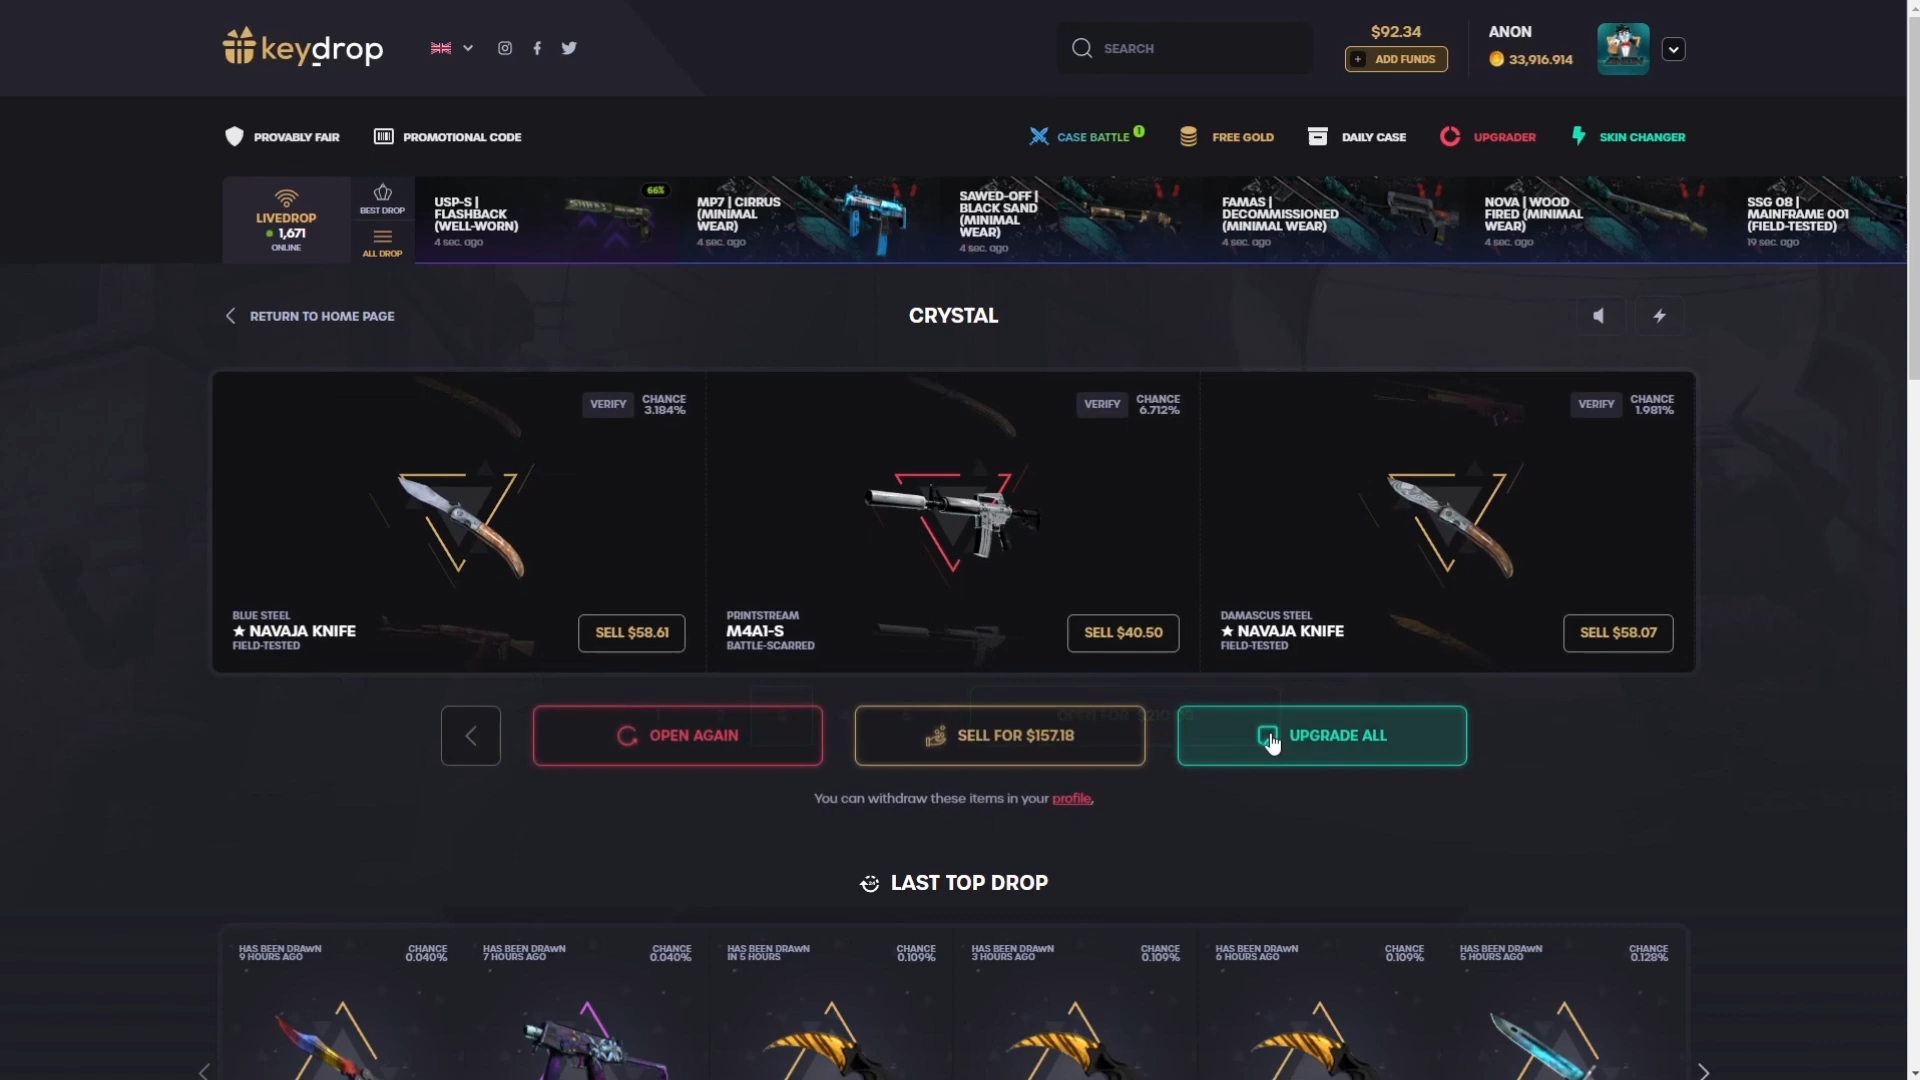 keydrop
SEARCH
$92.34
+ ADD FUNDS
ANON
33,916.914
PROVABLY FAIR
PROMOTIONAL CODE
CASE BATTLE
FREE GOLD
DAILY CASE
UPGRADER
SKIN CHANGER
LIVEDROP
1,671
ONLINE
BEST DROP
ALL DROP
USP-S |
FLASHBACK
(WELL-WORN)
4 sec. ago
66%
MP7 | CIRRUS
(MINIMAL
WEAR)
4 sec. ago
SAWED-OFF |
BLACK SAND
(MINIMAL
WEAR)
4 sec. ago
FAMAS |
DECOMMISSIONED
(MINIMAL WEAR)
4 sec. ago
NOVA | WOOD
FIRED (MINIMAL
WEAR)
4 sec. ago
SSG 08 |
MAINFRAME 001
(FIELD-TESTED)
19 sec. ago
RETURN TO HOME PAGE
CRYSTAL
VERIFY
CHANCE
3.184%
BLUE STEEL
★ NAVAJA KNIFE
FIELD-TESTED
SELL $58.61
VERIFY
CHANCE
6.712%
PRINTSTREAM
M4A1-S
BATTLE-SCARRED
SELL $40.50
VERIFY
CHANCE
1.981%
DAMASCUS STEEL
★ NAVAJA KNIFE
FIELD-TESTED
SELL $58.07
OPEN AGAIN
SELL FOR $157.18
UPGRADE ALL
You can withdraw these items in your profile,
LAST TOP DROP
HAS BEEN DRAWN
9 HOURS AGO
CHANCE
0.040%
HAS BEEN DRAWN
7 HOURS AGO
CHANCE
0.040%
HAS BEEN DRAWN
IN 5 HOURS
CHANCE
0.109%
HAS BEEN DRAWN
3 HOURS AGO
CHANCE
0.109%
HAS BEEN DRAWN
6 HOURS AGO
CHANCE
0.109%
HAS BEEN DRAWN
5 HOURS AGO
CHANCE
0.128%